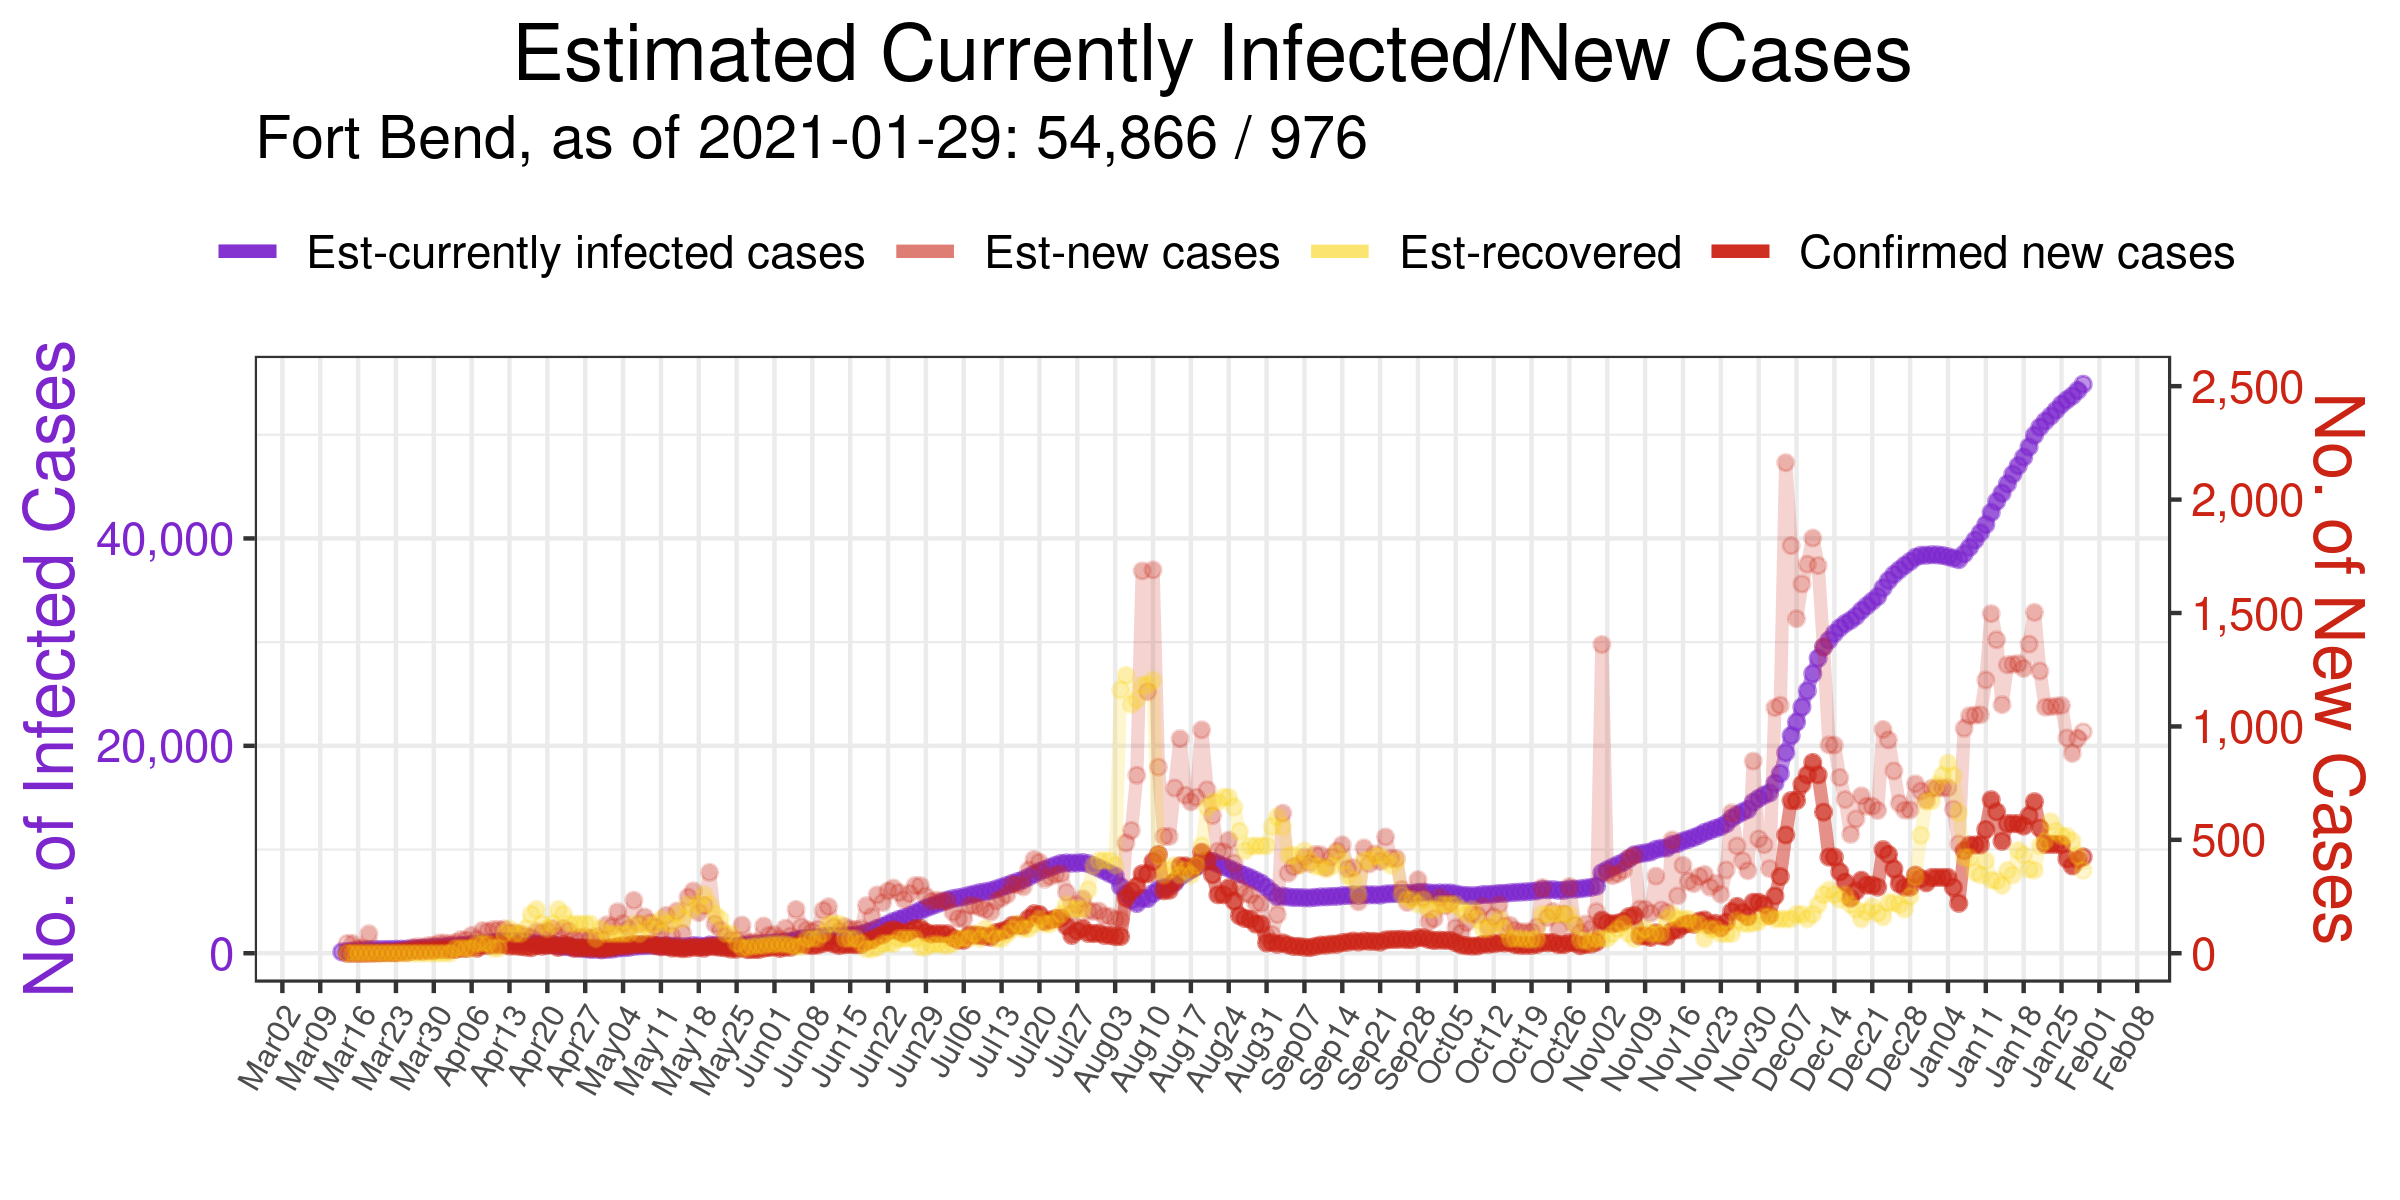 Estimated Currently Infected/New Cases
Fort Bend, as of 2021-01-29: 54,866 / 976
Est-currently infected cases Est-new cases Est-recovered Confirmed new cases
No. of Infected Cases
40,000
20,000
0
2,500
2,000
1,500
1,000
500
0
No. of New Cases
Mar02 Mar09 Mar16 Mar23 Mar30 Apr06 Apr13 Apr20 Apr27 May04 May11 May18 May25 Jun01 Jun08 Jun15 Jun22 Jun29 Jul06 Jul13 Jul20 Jul27 Aug03 Aug10 Aug17 Aug24 Aug31 Sep07 Sep14 Sep21 Sep28 Oct05 Oct12 Oct19 Oct26 Nov02 Nov09 Nov16 Nov23 Nov30 Dec07 Dec14 Dec21 Dec28 Jan04 Jan11 Jan18 Jan25 Feb01 Feb08